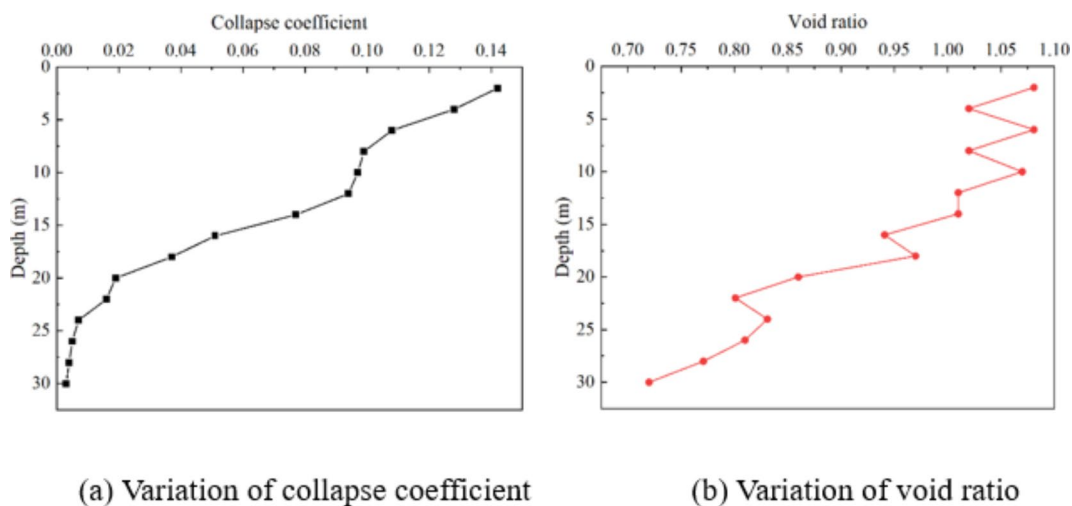 Collapse coefficient
0.00 0.02 0.04 0.06 0.08 0.10 0.12 0.14
0
5
10
15
20
25
30
Depth (m)
(a) Variation of collapse coefficient
Void ratio
0.70 0.75 0.80 0.85 0.90 0.95 1.00 1.05 1.10
0
5
10
15
20
25
30
Depth (m)
(b) Variation of void ratio